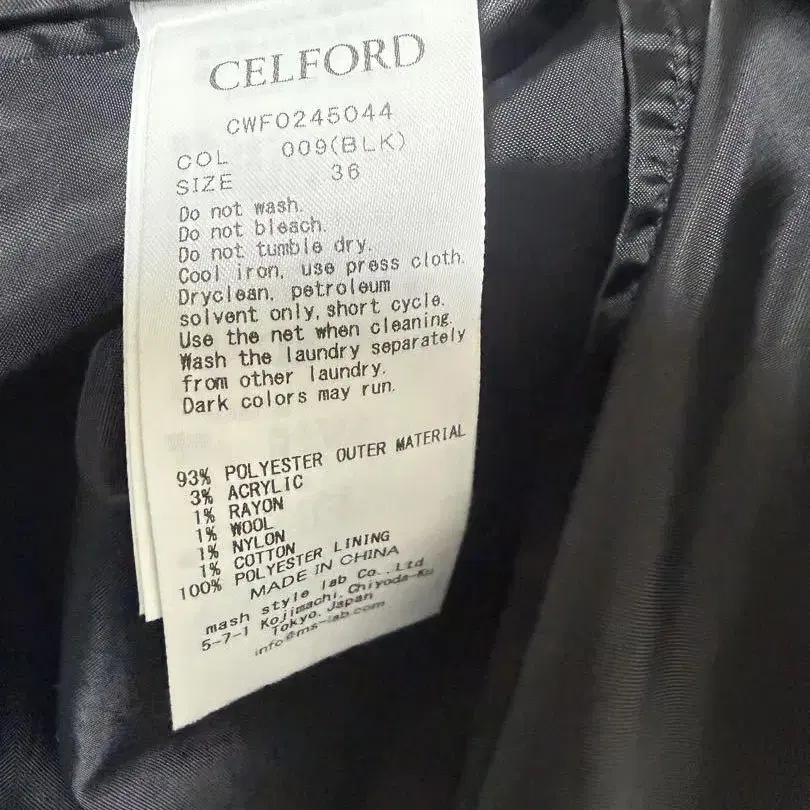 CELFORD
CWFO245044
COL 009(BLK)
SIZE 36
Do not wash.
Do not bleach.
Do not tumble dry.
Cool iron, use press cloth.
Dryclean, petroleum
solvent only, short cycle.
Use the net when cleaning.
Wash the laundry separately
from other laundry.
Dark colors may run.
93% POLYESTER OUTER MATERIAL
3% ACRYLIC
1% RAYON
1% WOOL
1% NYLON
1% COTTON
100% POLYESTER LINING
MADE IN CHINA
mash style lab Co.,Ltd
5-7-1 Kojimachi, Chiyoda-Ku
Tokyo, Japan
info@ms-lab.com